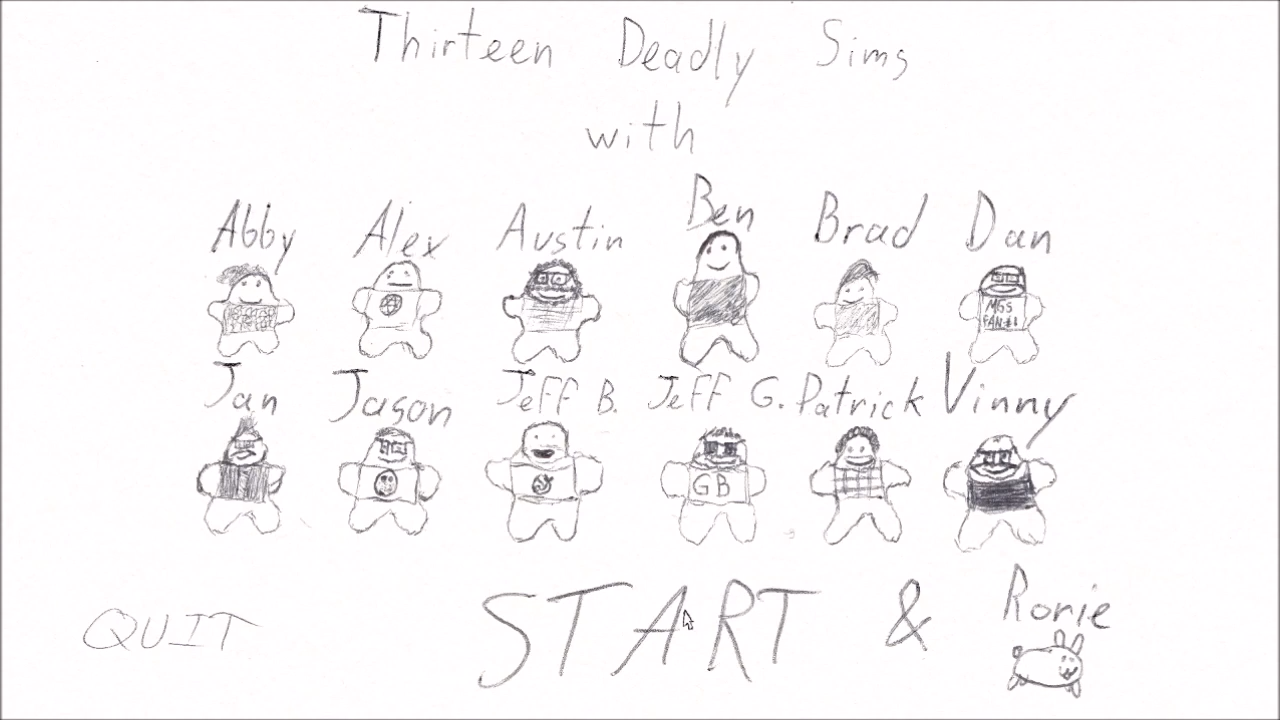 Thirteen Deadly Sims
with
Abby Alex Austin Ben Brad Dan
MGS
FAN #1
Jan Jason Jeff B. Jeff G. Patrick Vinny
GB
QUIT START & Rorie